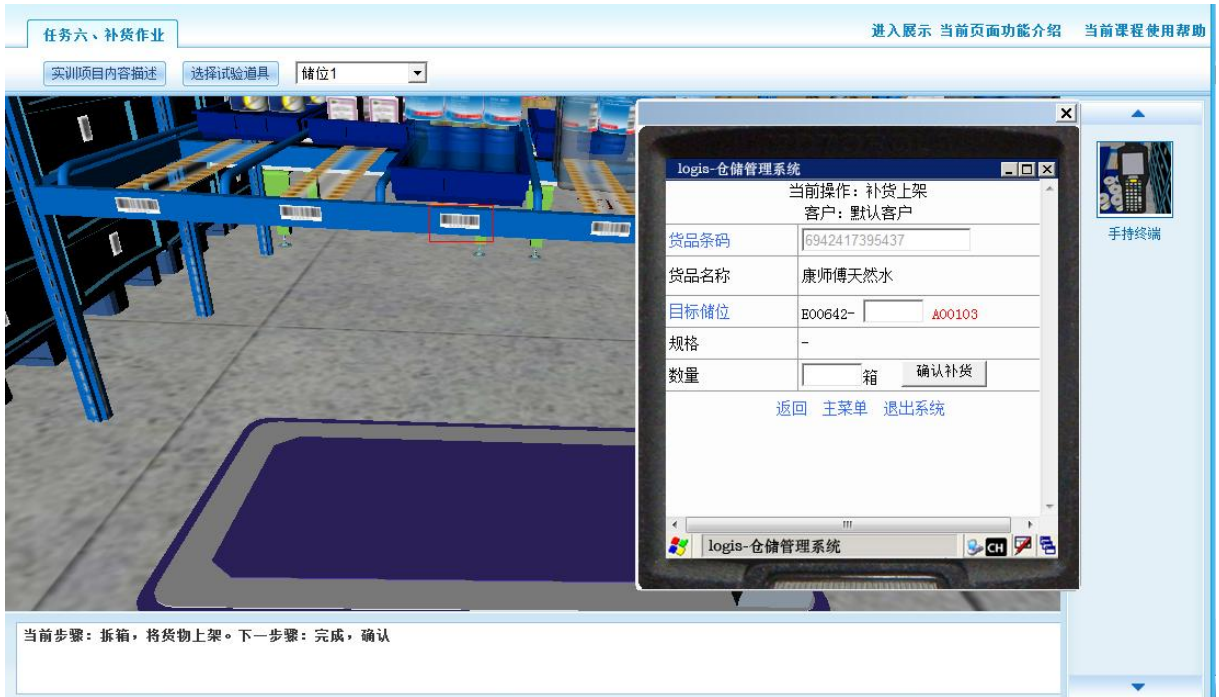 任务六、补货作业
进入展示 当前页面功能介绍 当前课程使用帮助
实训项目内容描述 选择试验道具 储位1
logis-仓储管理系统
当前操作：补货上架
客户：默认客户
货品条码 6942417395437
货品名称 康师傅天然水
目标储位 E00642- A00103
规格 -
数量 箱 确认补货
返回 主菜单 退出系统
logis-仓储管理系统 CH
手持终端
当前步骤：拆箱，将货物上架。下一步骤：完成，确认